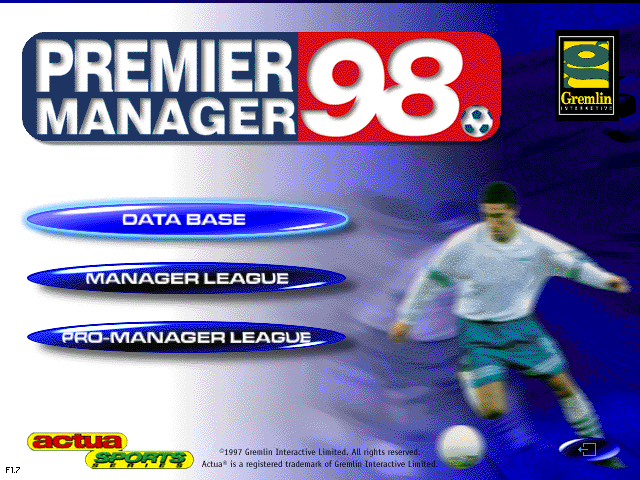 PREMIER
MANAGER
98
Gremlin
INTERACTIVE
DATA BASE
MANAGER LEAGUE
PRO-MANAGER LEAGUE
actua
SPORTS
SERIES
©1997 Gremlin Interactive Limited. All rights reserved.
Actua® is a registered trademark of Gremlin Interactive Limited.
F1.7